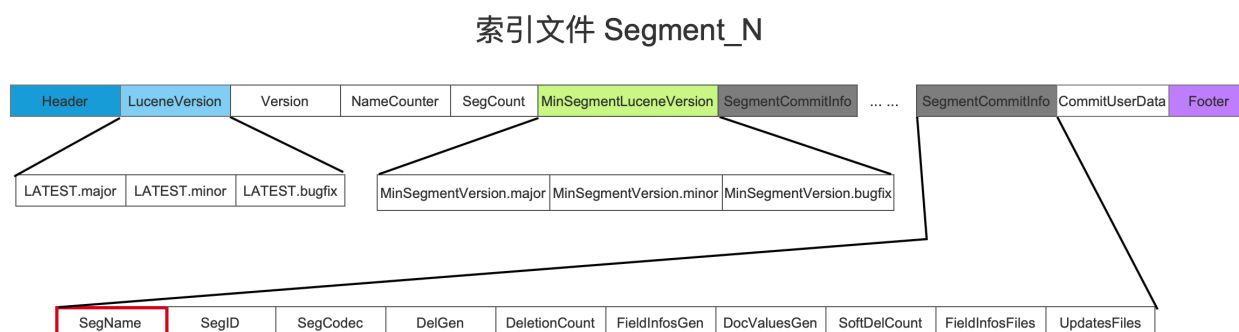 索引文件 Segment_N
Header LuceneVersion Version NameCounter SegCount MinSegmentLuceneVersion SegmentCommitInfo ... ... SegmentCommitInfo CommitUserData Footer
LATEST.major LATEST.minor LATEST.bugfix MinSegmentVersion.major MinSegmentVersion.minor MinSegmentVersion.bugfix
SegName SegID SegCodec DelGen DeletionCount FieldInfosGen DocValuesGen SoftDelCount FieldInfosFiles UpdatesFiles